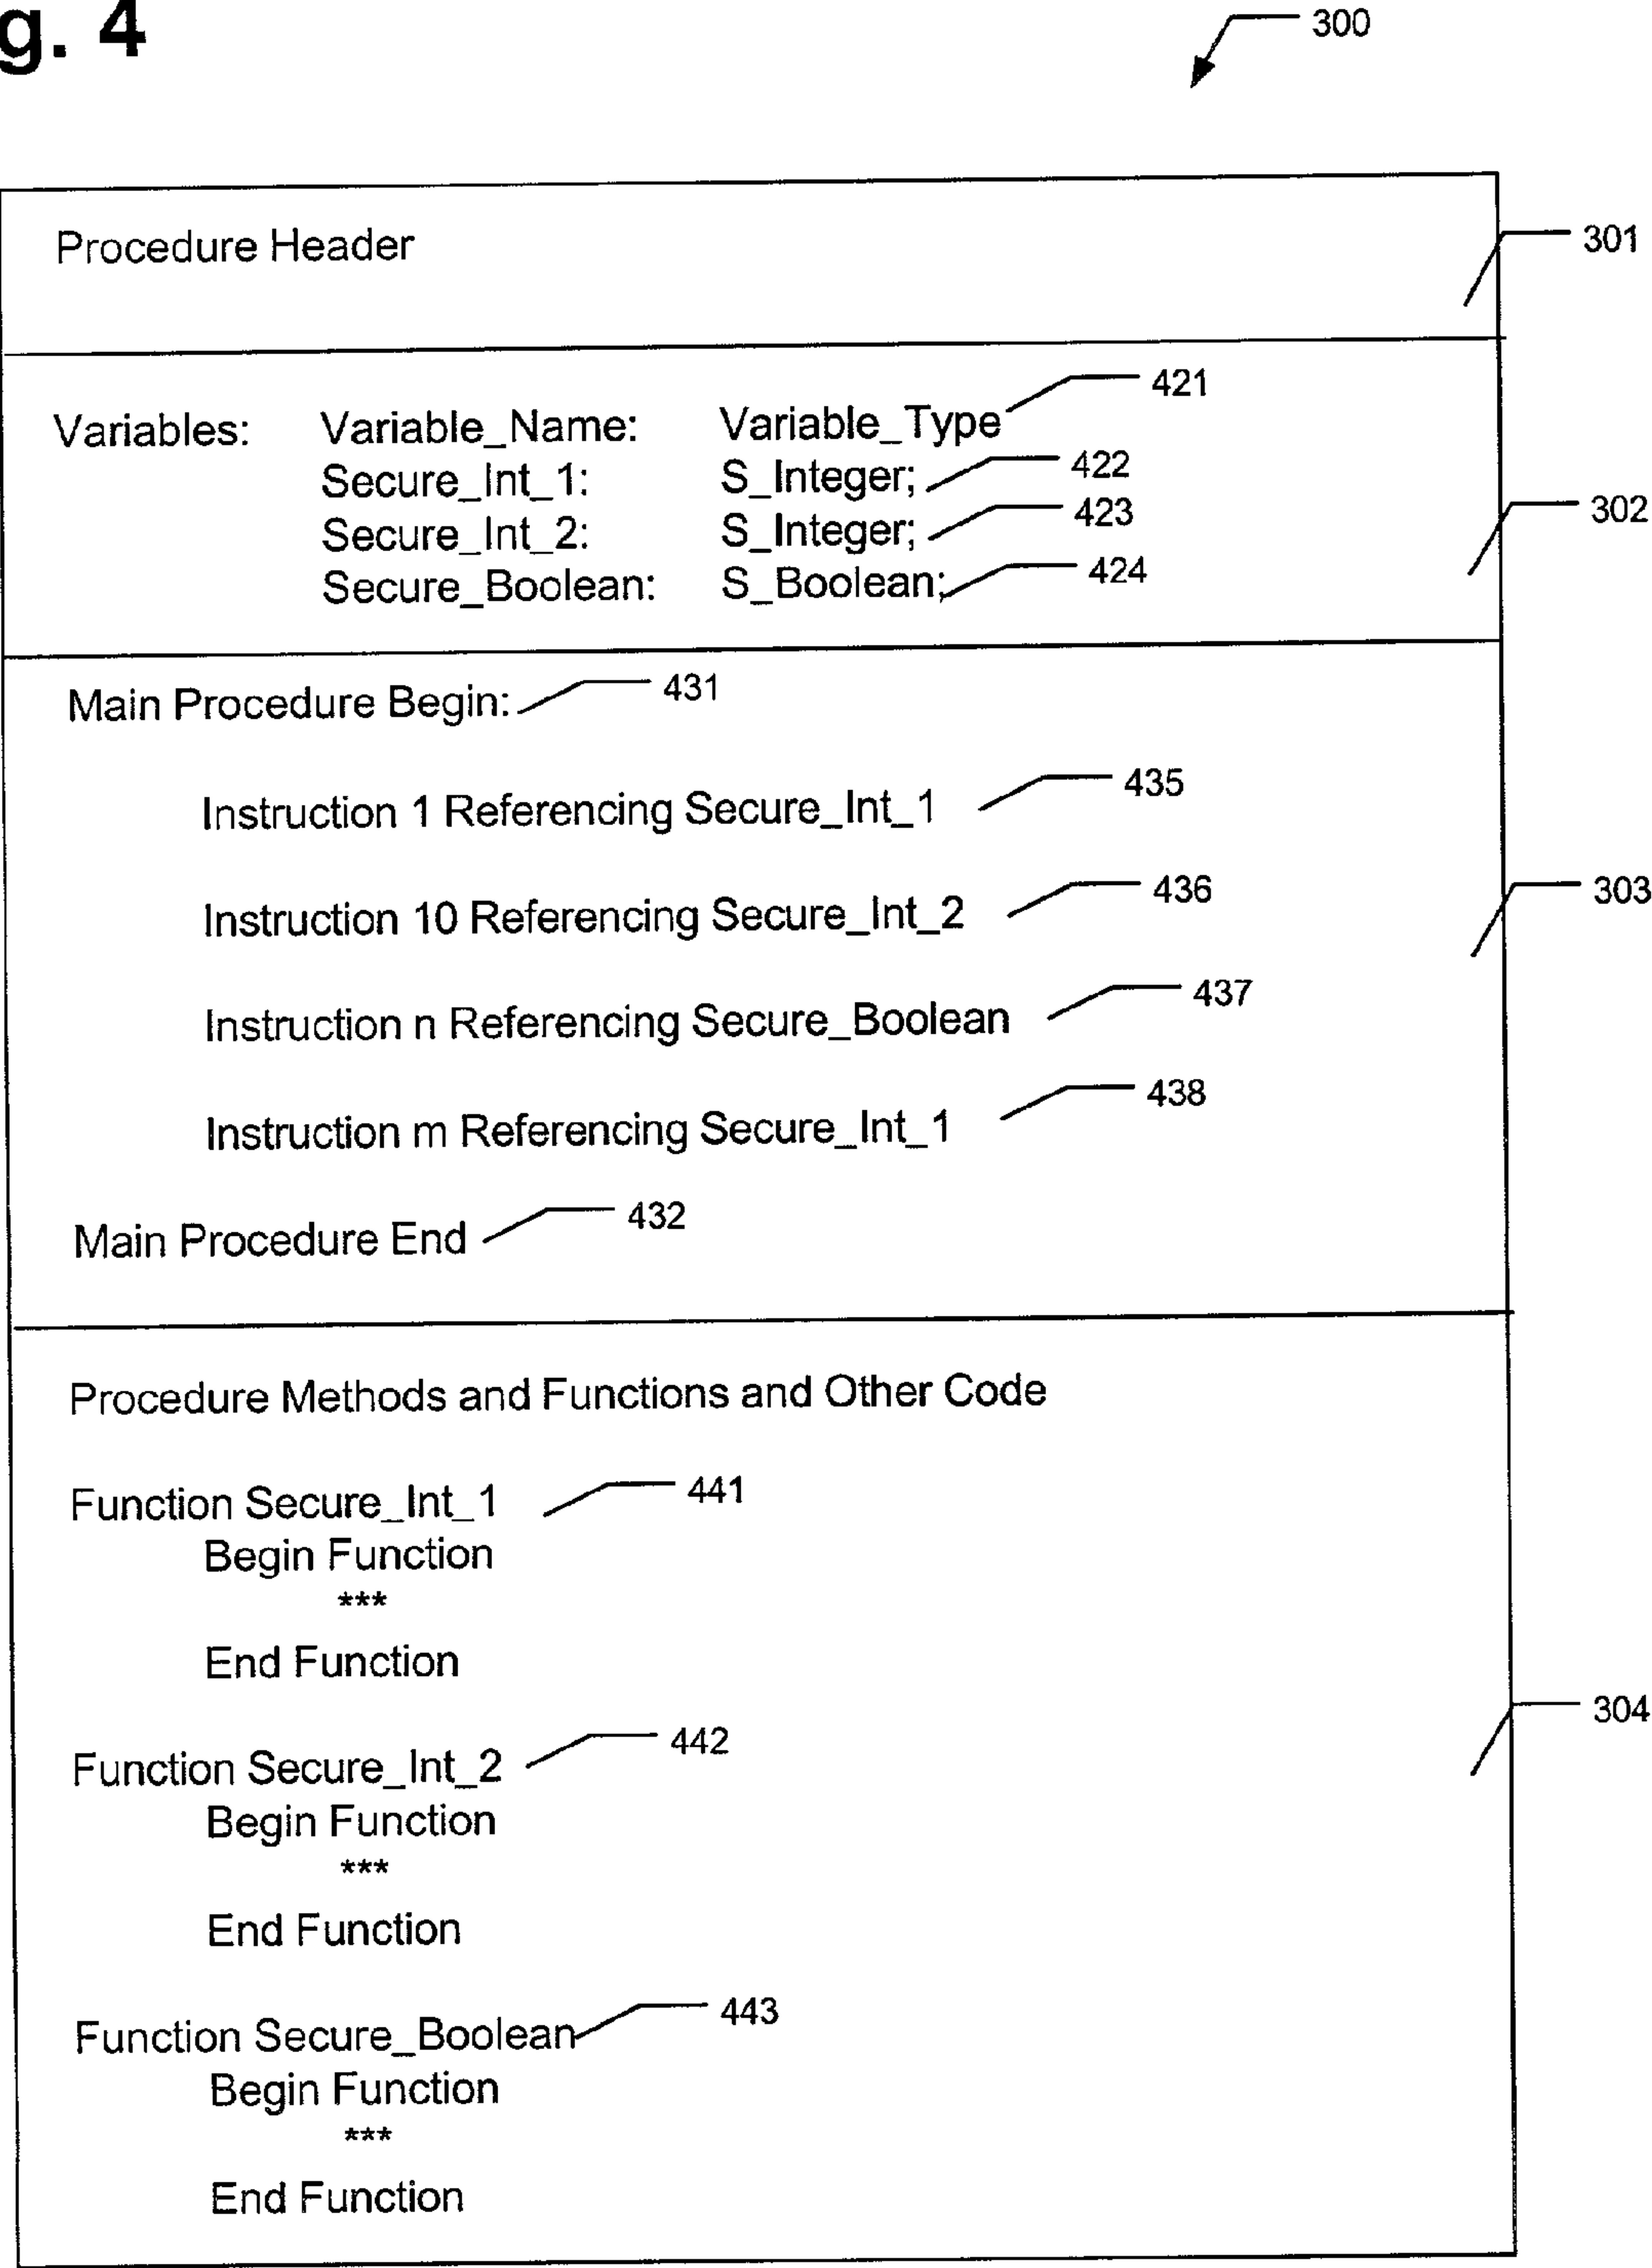 g. 4
300
Procedure Header 301
Variables: Variable_Name: Variable_Type 421
Secure_Int_1: S_Integer; 422
Secure_Int_2: S_Integer; 423 302
Secure_Boolean: S_Boolean; 424
Main Procedure Begin: 431
Instruction 1 Referencing Secure_Int_1 435
Instruction 10 Referencing Secure_Int_2 436 303
Instruction n Referencing Secure_Boolean 437
Instruction m Referencing Secure_Int_1 438
Main Procedure End 432
Procedure Methods and Functions and Other Code
Function Secure_Int_1 441
Begin Function
***
End Function
304
Function Secure_Int_2 442
Begin Function
***
End Function
Function Secure_Boolean 443
Begin Function
***
End Function